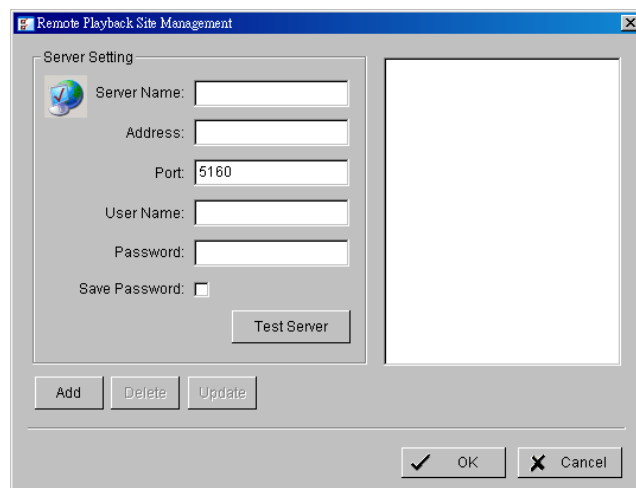 Remote Playback Site Management
Server Setting
Server Name:
Address:
Port: 5160
User Name:
Password:
Save Password:
Test Server
Add Delete Update
OK Cancel